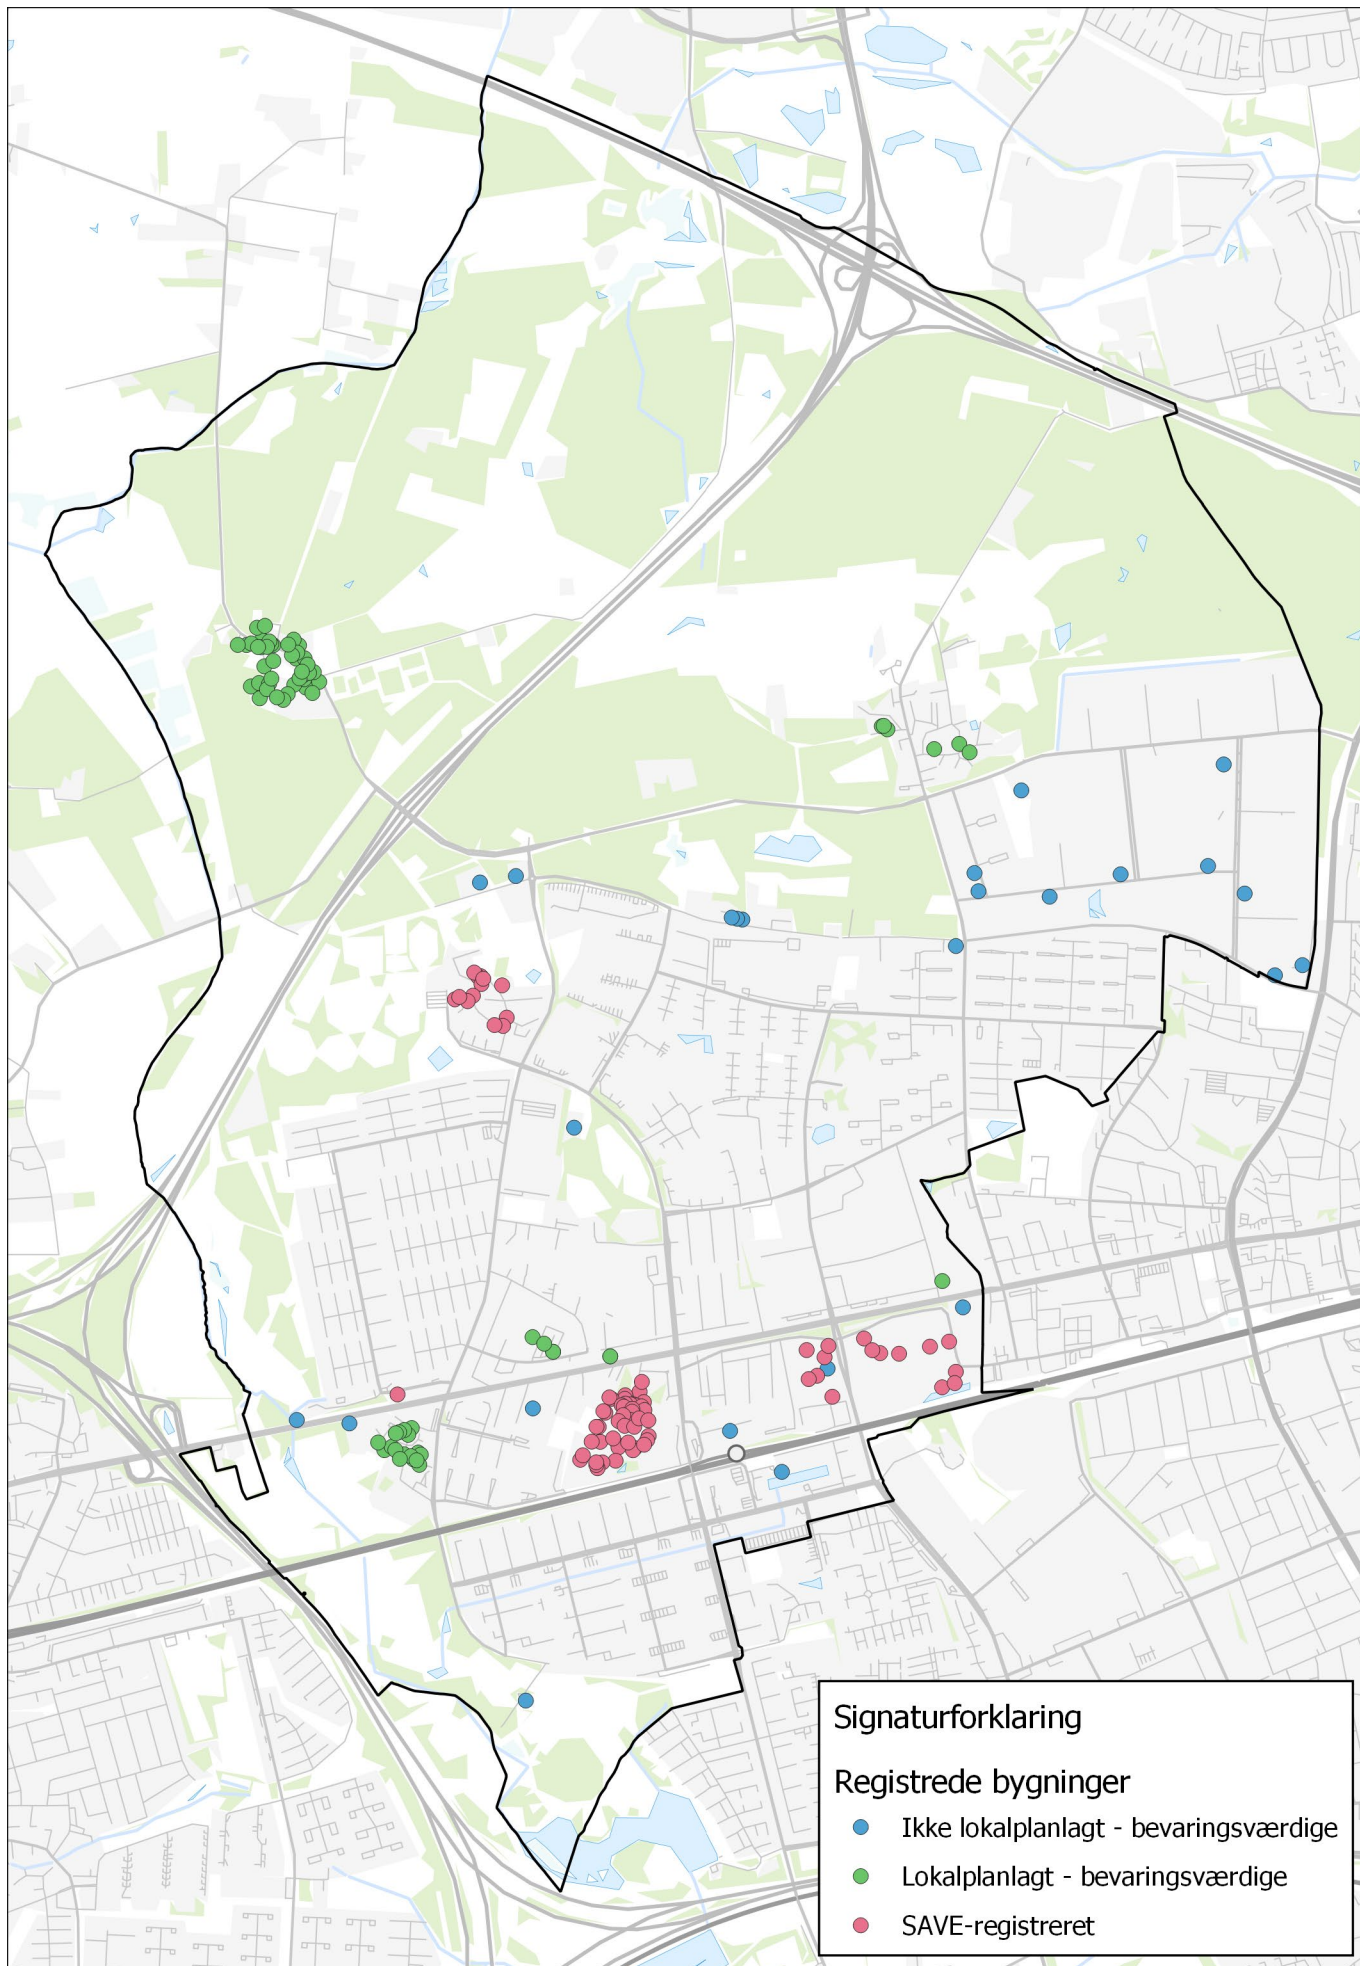 Signaturforklaring
Registrede bygninger
Ikke lokalplanlagt - bevaringsværdige
Lokalplanlagt - bevaringsværdige
SAVE-registreret